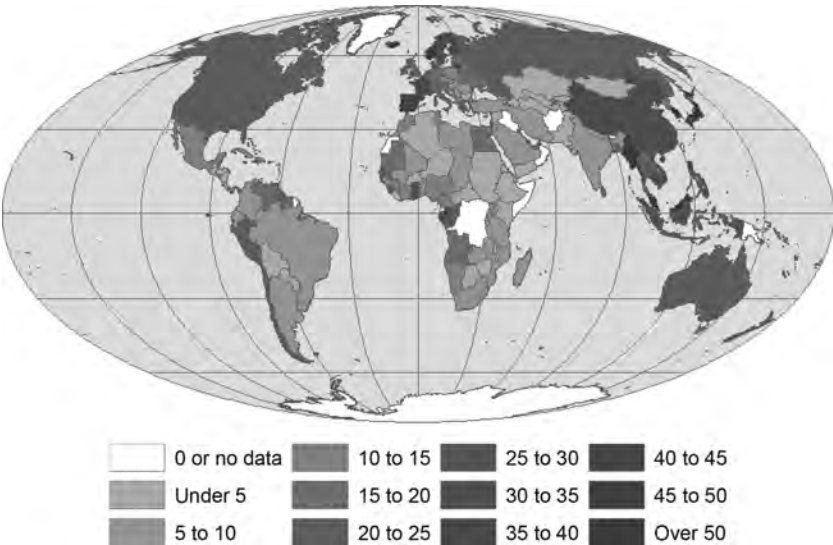 0 or no data
10 to 15
25 to 30
40 to 45
Under 5
15 to 20
30 to 35
45 to 50
5 to 10
20 to 25
35 to 40
Over 50